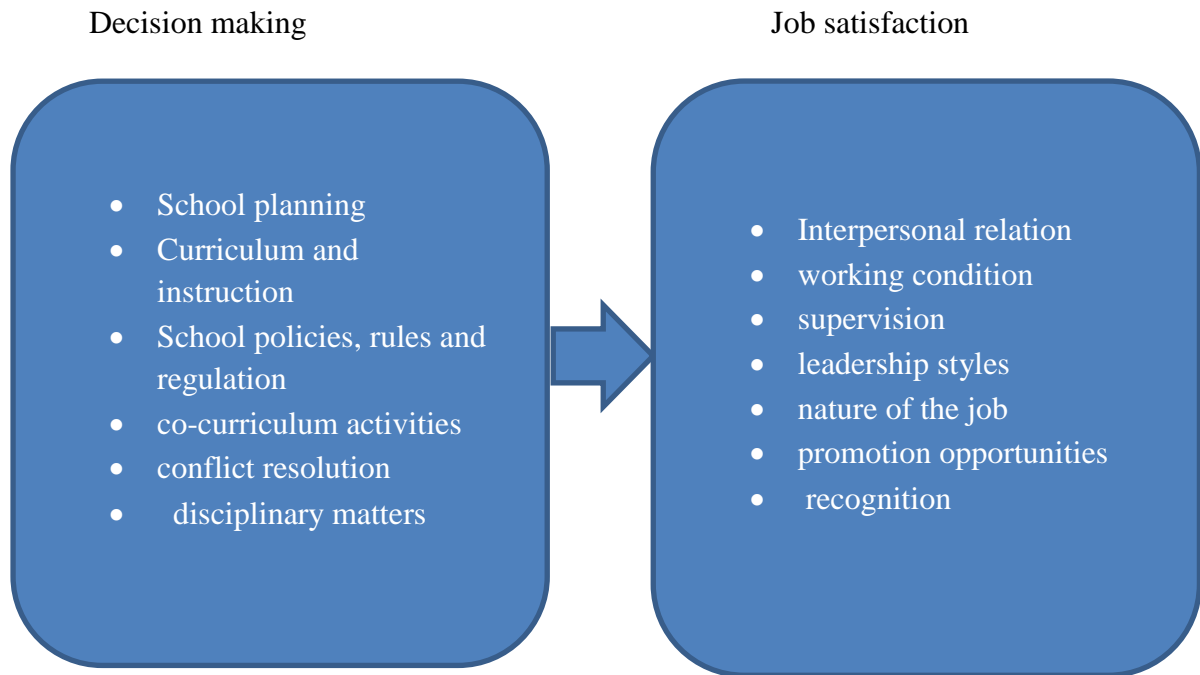 Decision making
Job satisfaction
• School planning
• Curriculum and
instruction
• School policies, rules and
regulation
• co-curriculum activities
• conflict resolution
• disciplinary matters
• Interpersonal relation
• working condition
• supervision
• leadership styles
• nature of the job
• promotion opportunities
• recognition